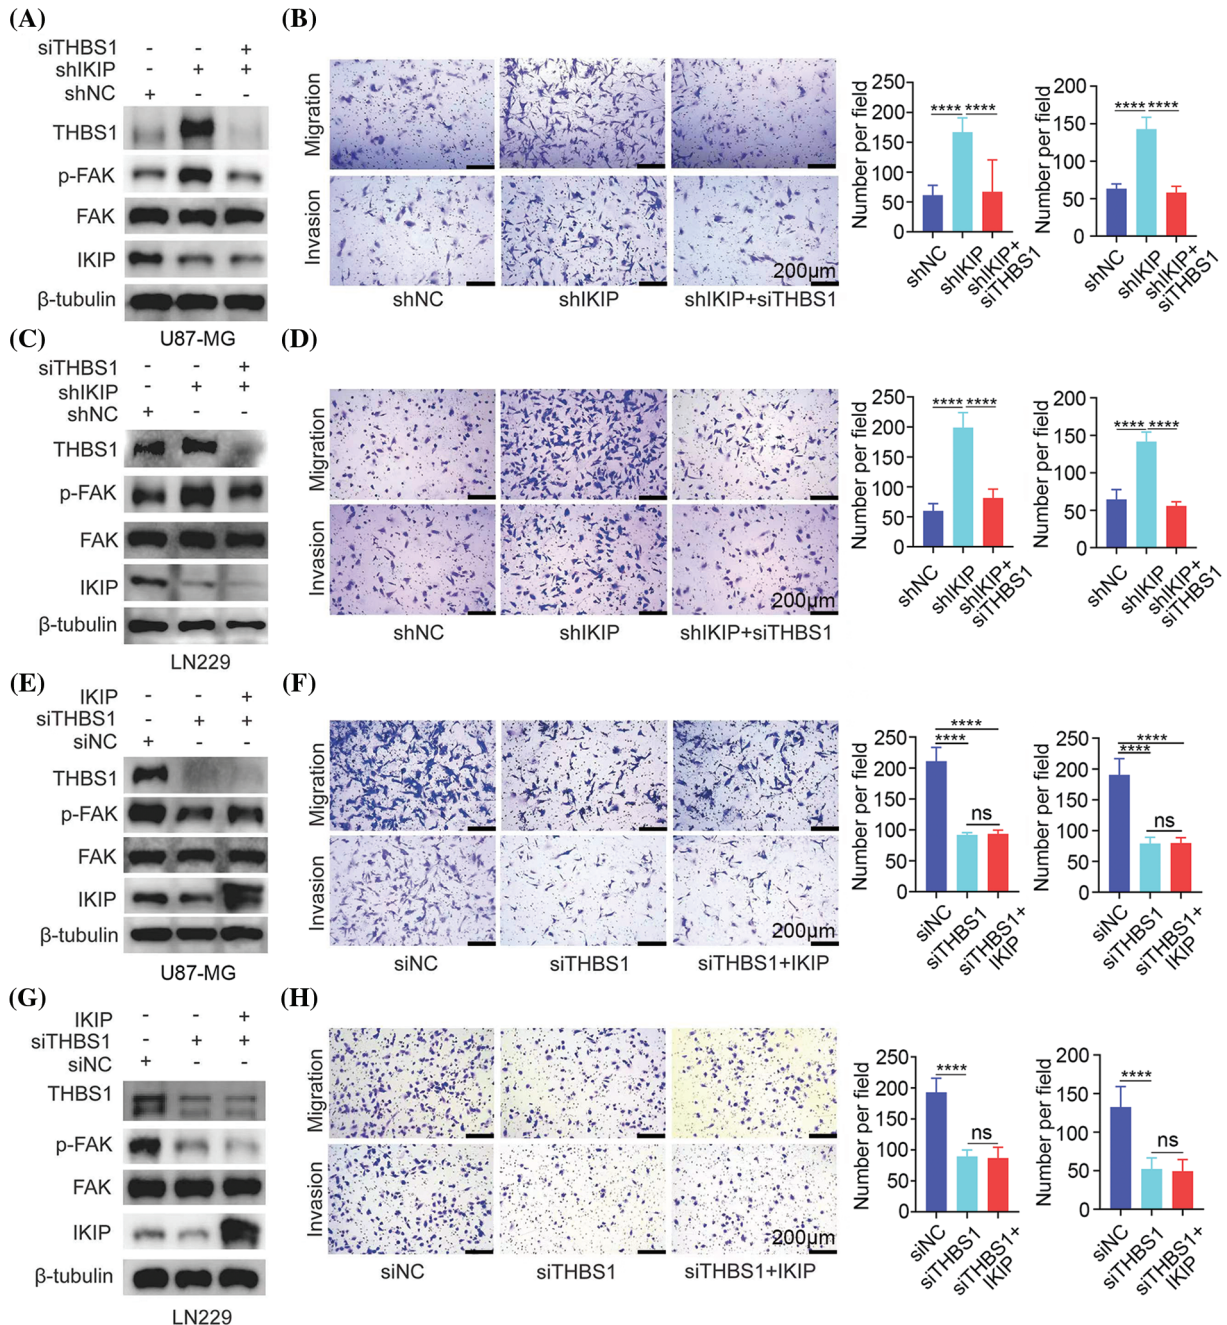 (A)
siTHBS1 - - +
shIKIP - + +
shNC + - -
THBS1
p-FAK
FAK
IKIP
β-tubulin
U87-MG
(B)
Migration
Invasion
200μm
shNC shIKIP shIKIP+siTHBS1
Number per field
200
150
100
50
0
250
**** ****
shNC
shIKIP
shIKIP+
siTHBS1
Number per field
200
150
100
50
0
**** ****
shNC
shIKIP
shIKIP+
siTHBS1
(C)
siTHBS1 - - +
shIKIP - + +
shNC + - -
THBS1
p-FAK
FAK
IKIP
β-tubulin
LN229
(D)
Migration
Invasion
200μm
shNC shIKIP shIKIP+siTHBS1
Number per field
250
200
150
100
50
0
**** ****
shNC
shIKIP
shIKIP+
siTHBS1
Number per field
200
150
100
50
0
**** ****
shNC
shIKIP
shIKIP+
siTHBS1
(E)
IKIP - - +
siTHBS1 - + +
siNC + - -
THBS1
p-FAK
FAK
IKIP
β-tubulin
U87-MG
(F)
Migration
Invasion
200μm
siNC siTHBS1 siTHBS1+IKIP
Number per field
250
200
150
100
50
0
****
****
ns
siNC
siTHBS1
siTHBS1+
IKIP
Number per field
250
200
150
100
50
0
****
****
ns
siNC
siTHBS1
siTHBS1+
IKIP
(G)
IKIP - - +
siTHBS1 - + +
siNC + - -
THBS1
p-FAK
FAK
IKIP
β-tubulin
LN229
(H)
Migration
Invasion
200μm
siNC siTHBS1 siTHBS1+IKIP
Number per field
250
200
150
100
50
0
****
ns
siNC
siTHBS1
siTHBS1+
IKIP
Number per field
200
150
100
50
0
****
ns
siNC
siTHBS1
siTHBS1+
IKIP